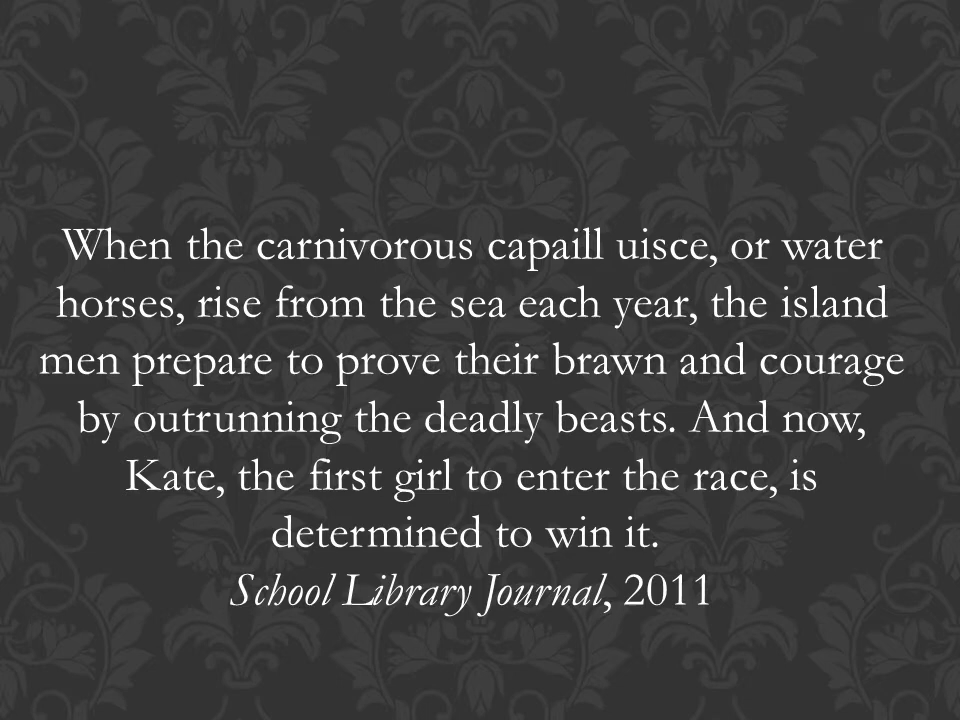 When the carnivorous capaill uisce, or water
horses, rise from the sea each year, the island
men prepare to prove their brawn and courage
by outrunning the deadly beasts. And now,
Kate, the first girl to enter the race, is
determined to win it.
School Library Journal, 2011